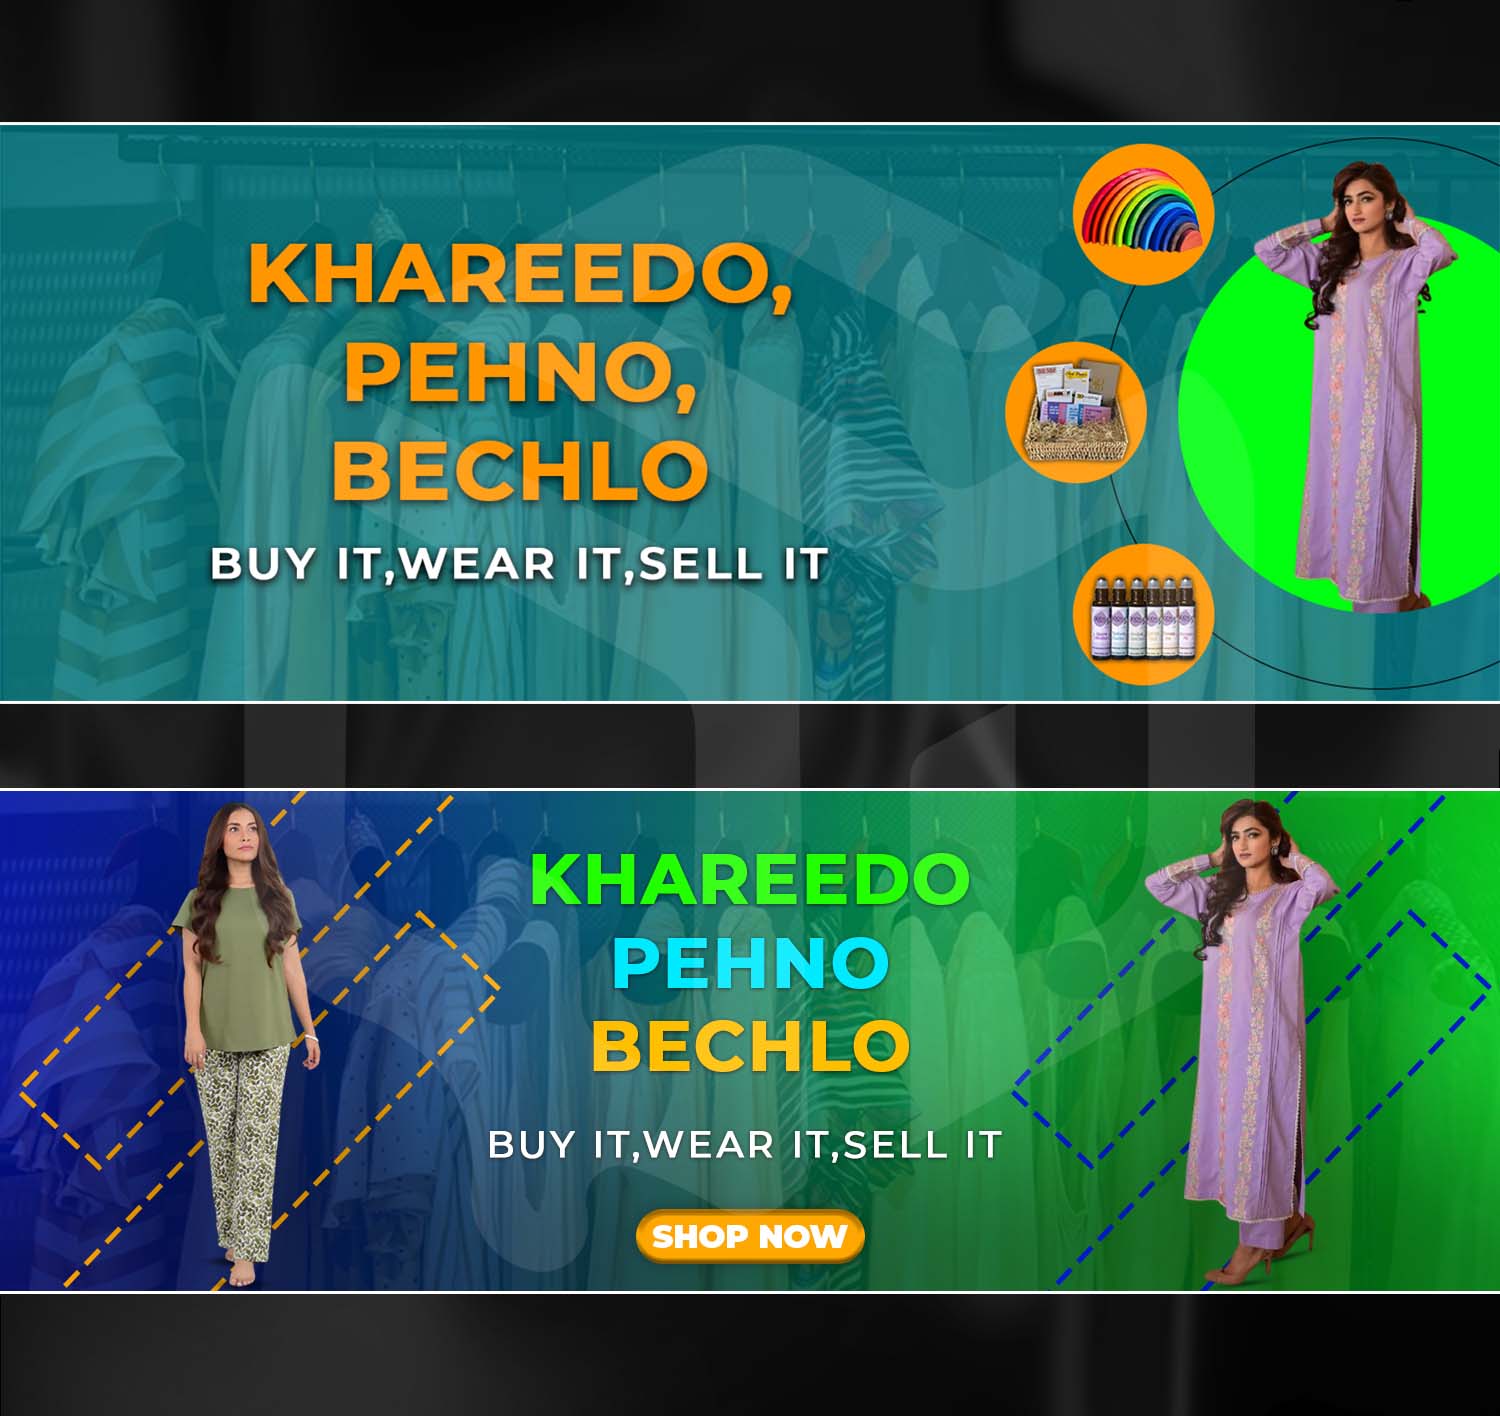 KHAREEDO,
PEHNO,
BECHLO
BUY IT,WEAR IT,SELL IT
KHAREEDO
PEHNO
BECHLO
BUY IT,WEAR IT,SELL IT
SHOP NOW